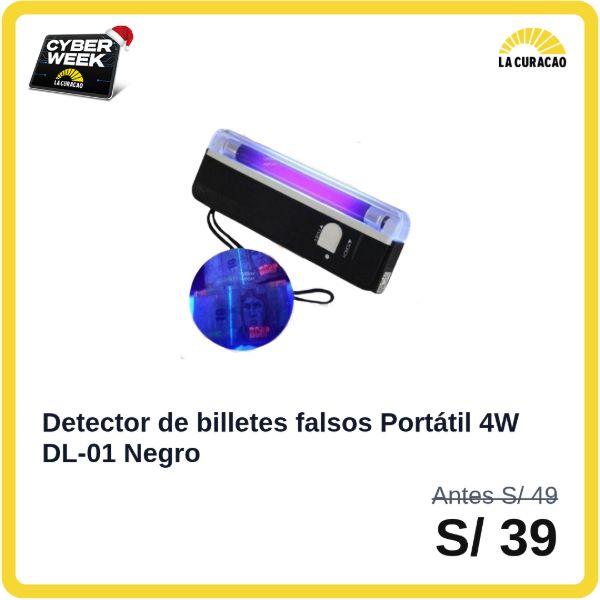 CYBER
WEEK
LA CURACAO
LA CURACAO
Detector de billetes falsos Portátil 4W
DL-01 Negro
Antes S/ 49
S/ 39